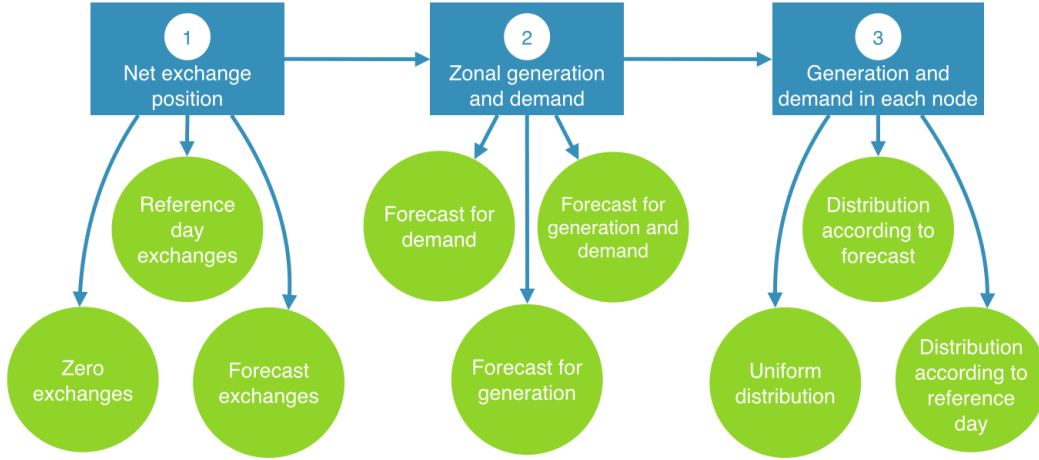 1
Net exchange
position
2
Zonal generation
and demand
3
Generation and
demand in each node
Reference
day
exchanges
Zero
exchanges
Forecast
exchanges
Forecast for
demand
Forecast for
generation and
demand
Forecast for
generation
Distribution
according to
forecast
Uniform
distribution
Distribution
according to
reference
day